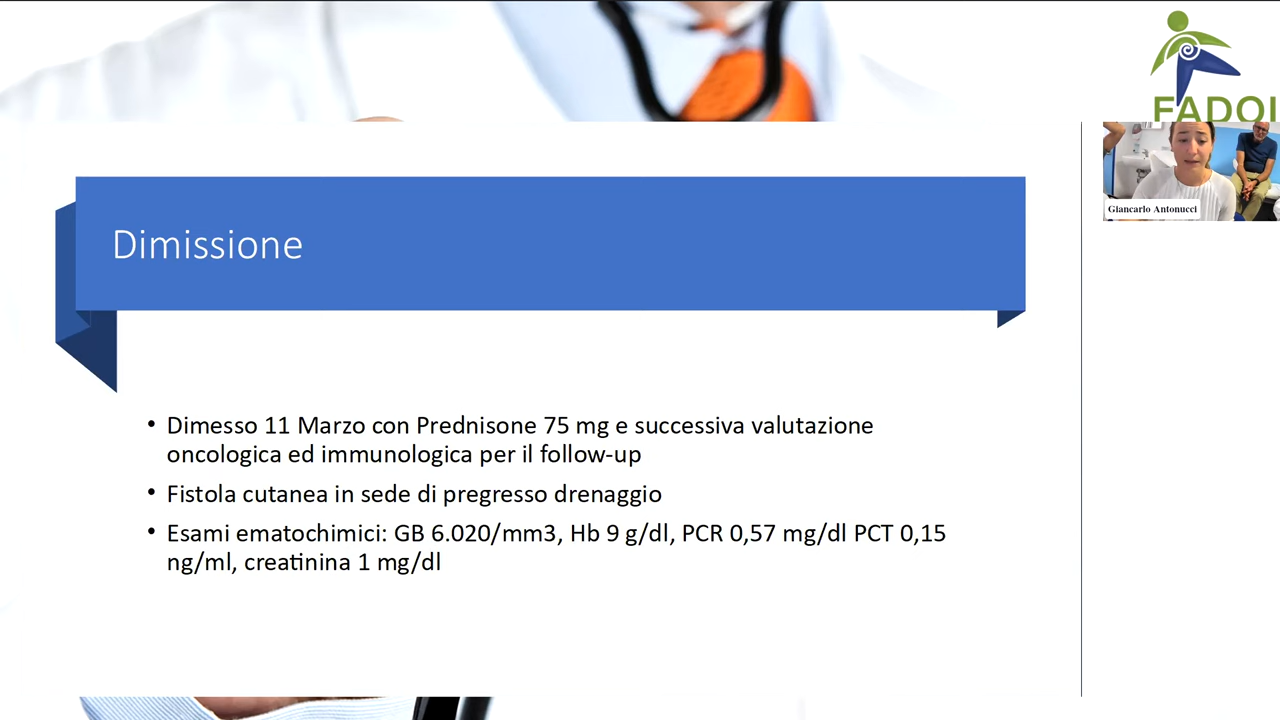 FADOI
Giancarlo Antonucci
Dimissione
• Dimesso 11 Marzo con Prednisone 75 mg e successiva valutazione
oncologica ed immunologica per il follow-up
• Fistola cutanea in sede di pregresso drenaggio
• Esami ematochimici: GB 6.020/mm3, Hb 9 g/dl, PCR 0,57 mg/dl PCT 0,15
ng/ml, creatinina 1 mg/dl